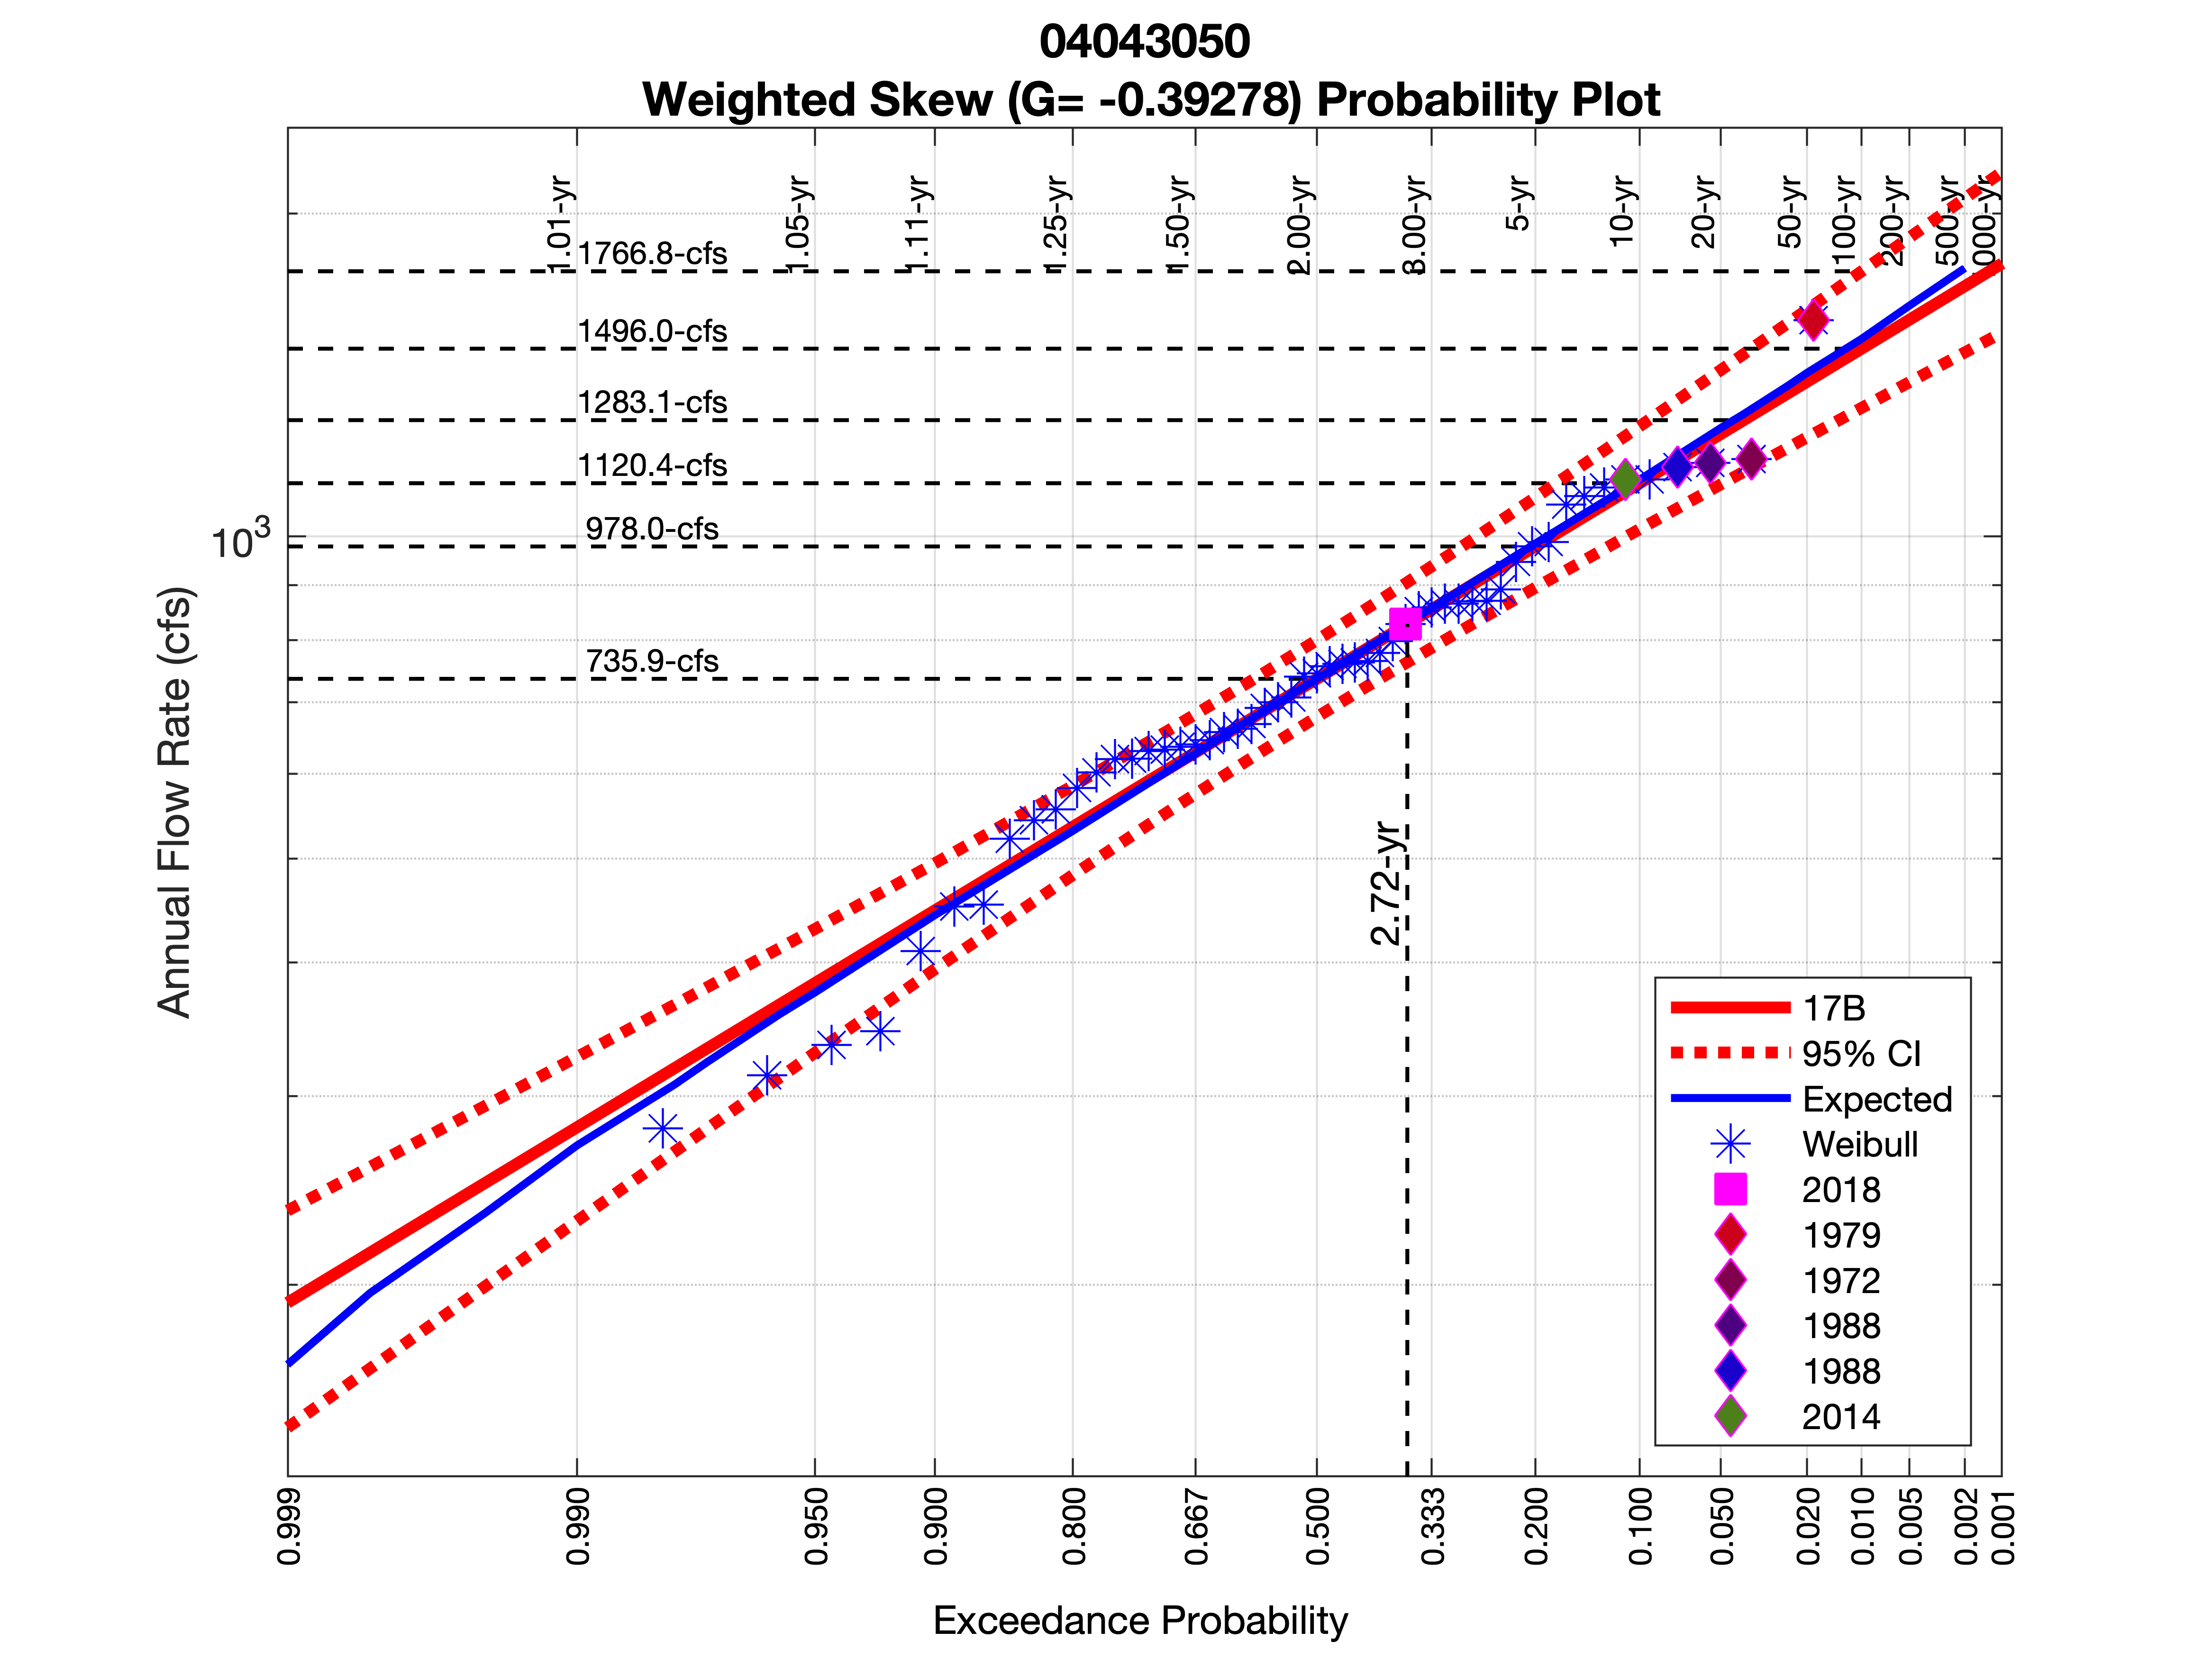 04043050
Weighted Skew (G= -0.39278) Probability Plot
1.01-yr
1.05-yr
1.11-yr
1.25-yr
1.50-yr
2.00-yr
3.00-yr
5-yr
10-yr
20-yr
50-yr
100-yr
200-yr
500-yr
000-yr
1766.8-cfs
1496.0-cfs
1283.1-cfs
1120.4-cfs
978.0-cfs
735.9-cfs
10³
Annual Flow Rate (cfs)
2.72-yr
17B
95% CI
Expected
Weibull
2018
1979
1972
1988
1988
2014
0.999
0.990
0.950
0.900
0.800
0.667
0.500
0.333
0.200
0.100
0.050
0.020
0.010
0.005
0.002
0.001
Exceedance Probability